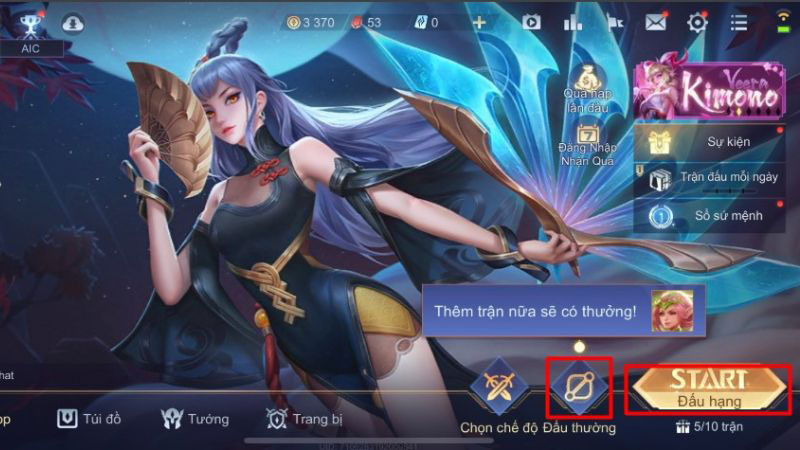 AIC
3 370
53
0
Quà nạp
lần đầu
7
Đăng Nhập
Nhận Quà
Veera
Kimono
Sự kiện
Trận đấu mỗi ngày
1
Sổ sứ mệnh
Thêm trận nữa sẽ có thưởng!
START
Đấu hạng
5/10 trận
Chọn chế độ
Đấu thường
hat
op
Túi đồ
Tướng
Trang bị